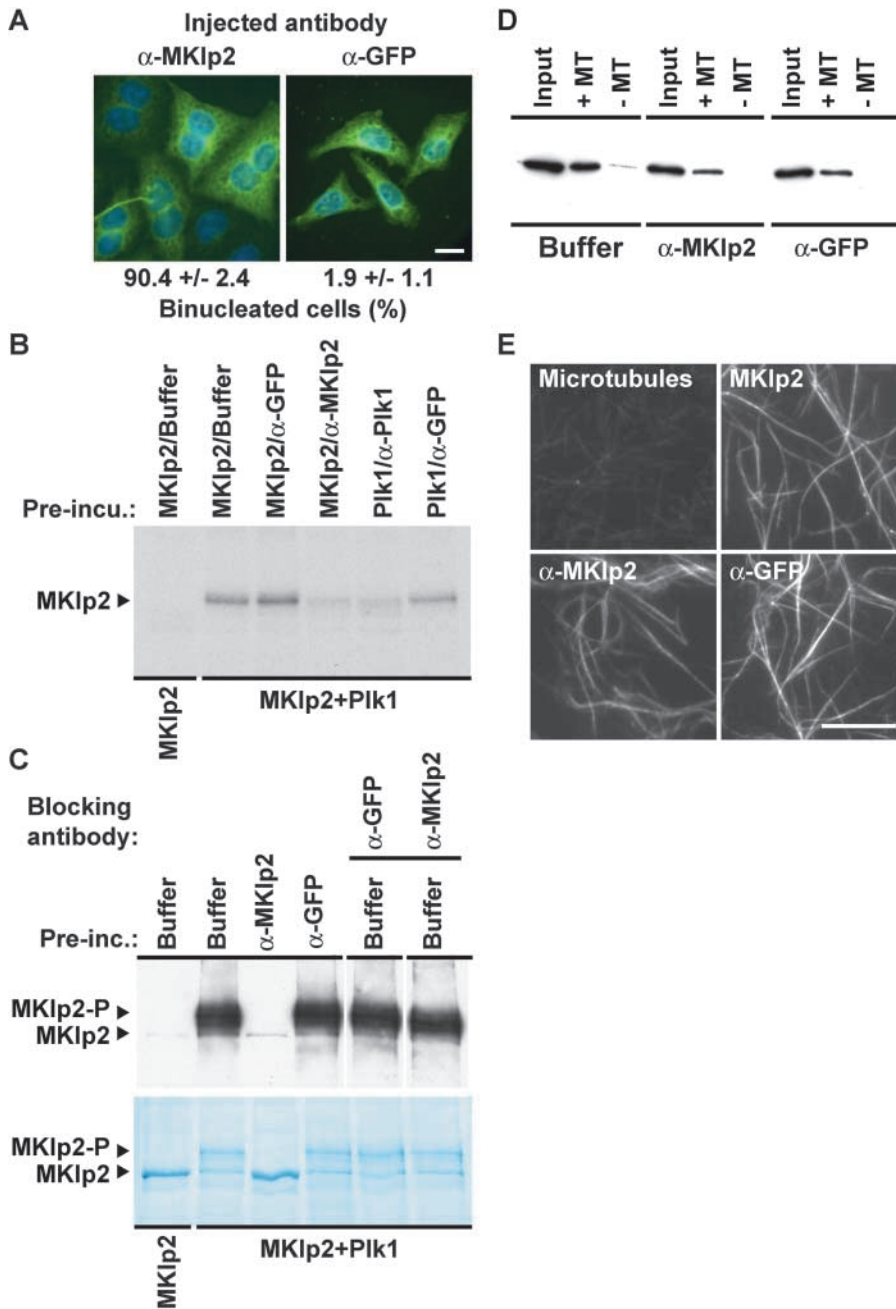 A
Injected antibody
α-MKlp2
α-GFP
90.4 +/- 2.4
1.9 +/- 1.1
Binucleated cells (%)
B
Pre-incu.:
MKlp2/Buffer
MKlp2/Buffer
MKlp2/α-GFP
MKlp2/α-MKlp2
Plk1/α-Plk1
Plk1/α-GFP
MKlp2
MKlp2
MKlp2+Plk1
C
Blocking
antibody:
α-GFP
α-MKlp2
Pre-inc.:
Buffer
Buffer
α-MKlp2
α-GFP
Buffer
Buffer
MKlp2-P
MKlp2
MKlp2-P
MKlp2
MKlp2
MKlp2+Plk1
D
Input
+ MT
- MT
Input
+ MT
- MT
Input
+ MT
- MT
Buffer
α-MKlp2
α-GFP
E
Microtubules
MKlp2
α-MKlp2
α-GFP